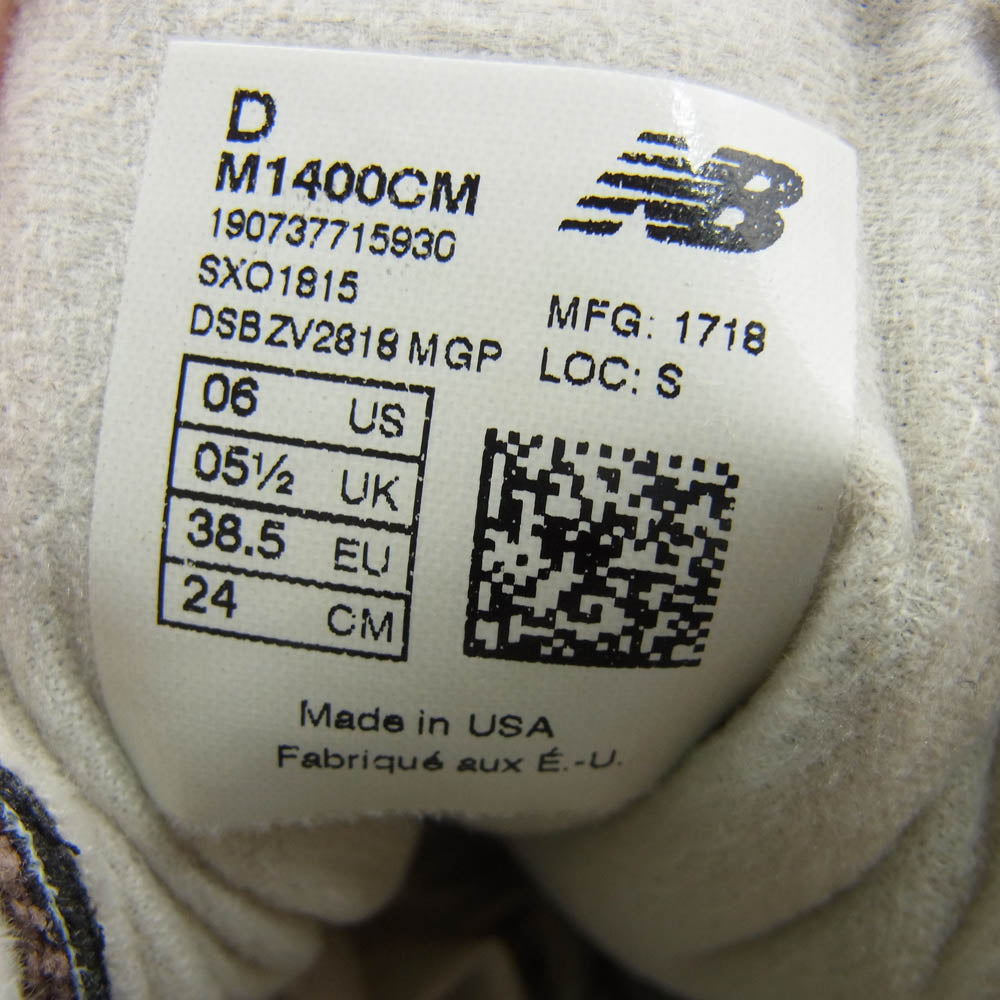 D
M1400CM
190737715930
SXO1815
DSBZV2818 MGP
NB
MFG: 1718
LOC: S
06 US
05½ UK
38.5 EU
24 CM
Made in USA
Fabriqué aux É.-U.